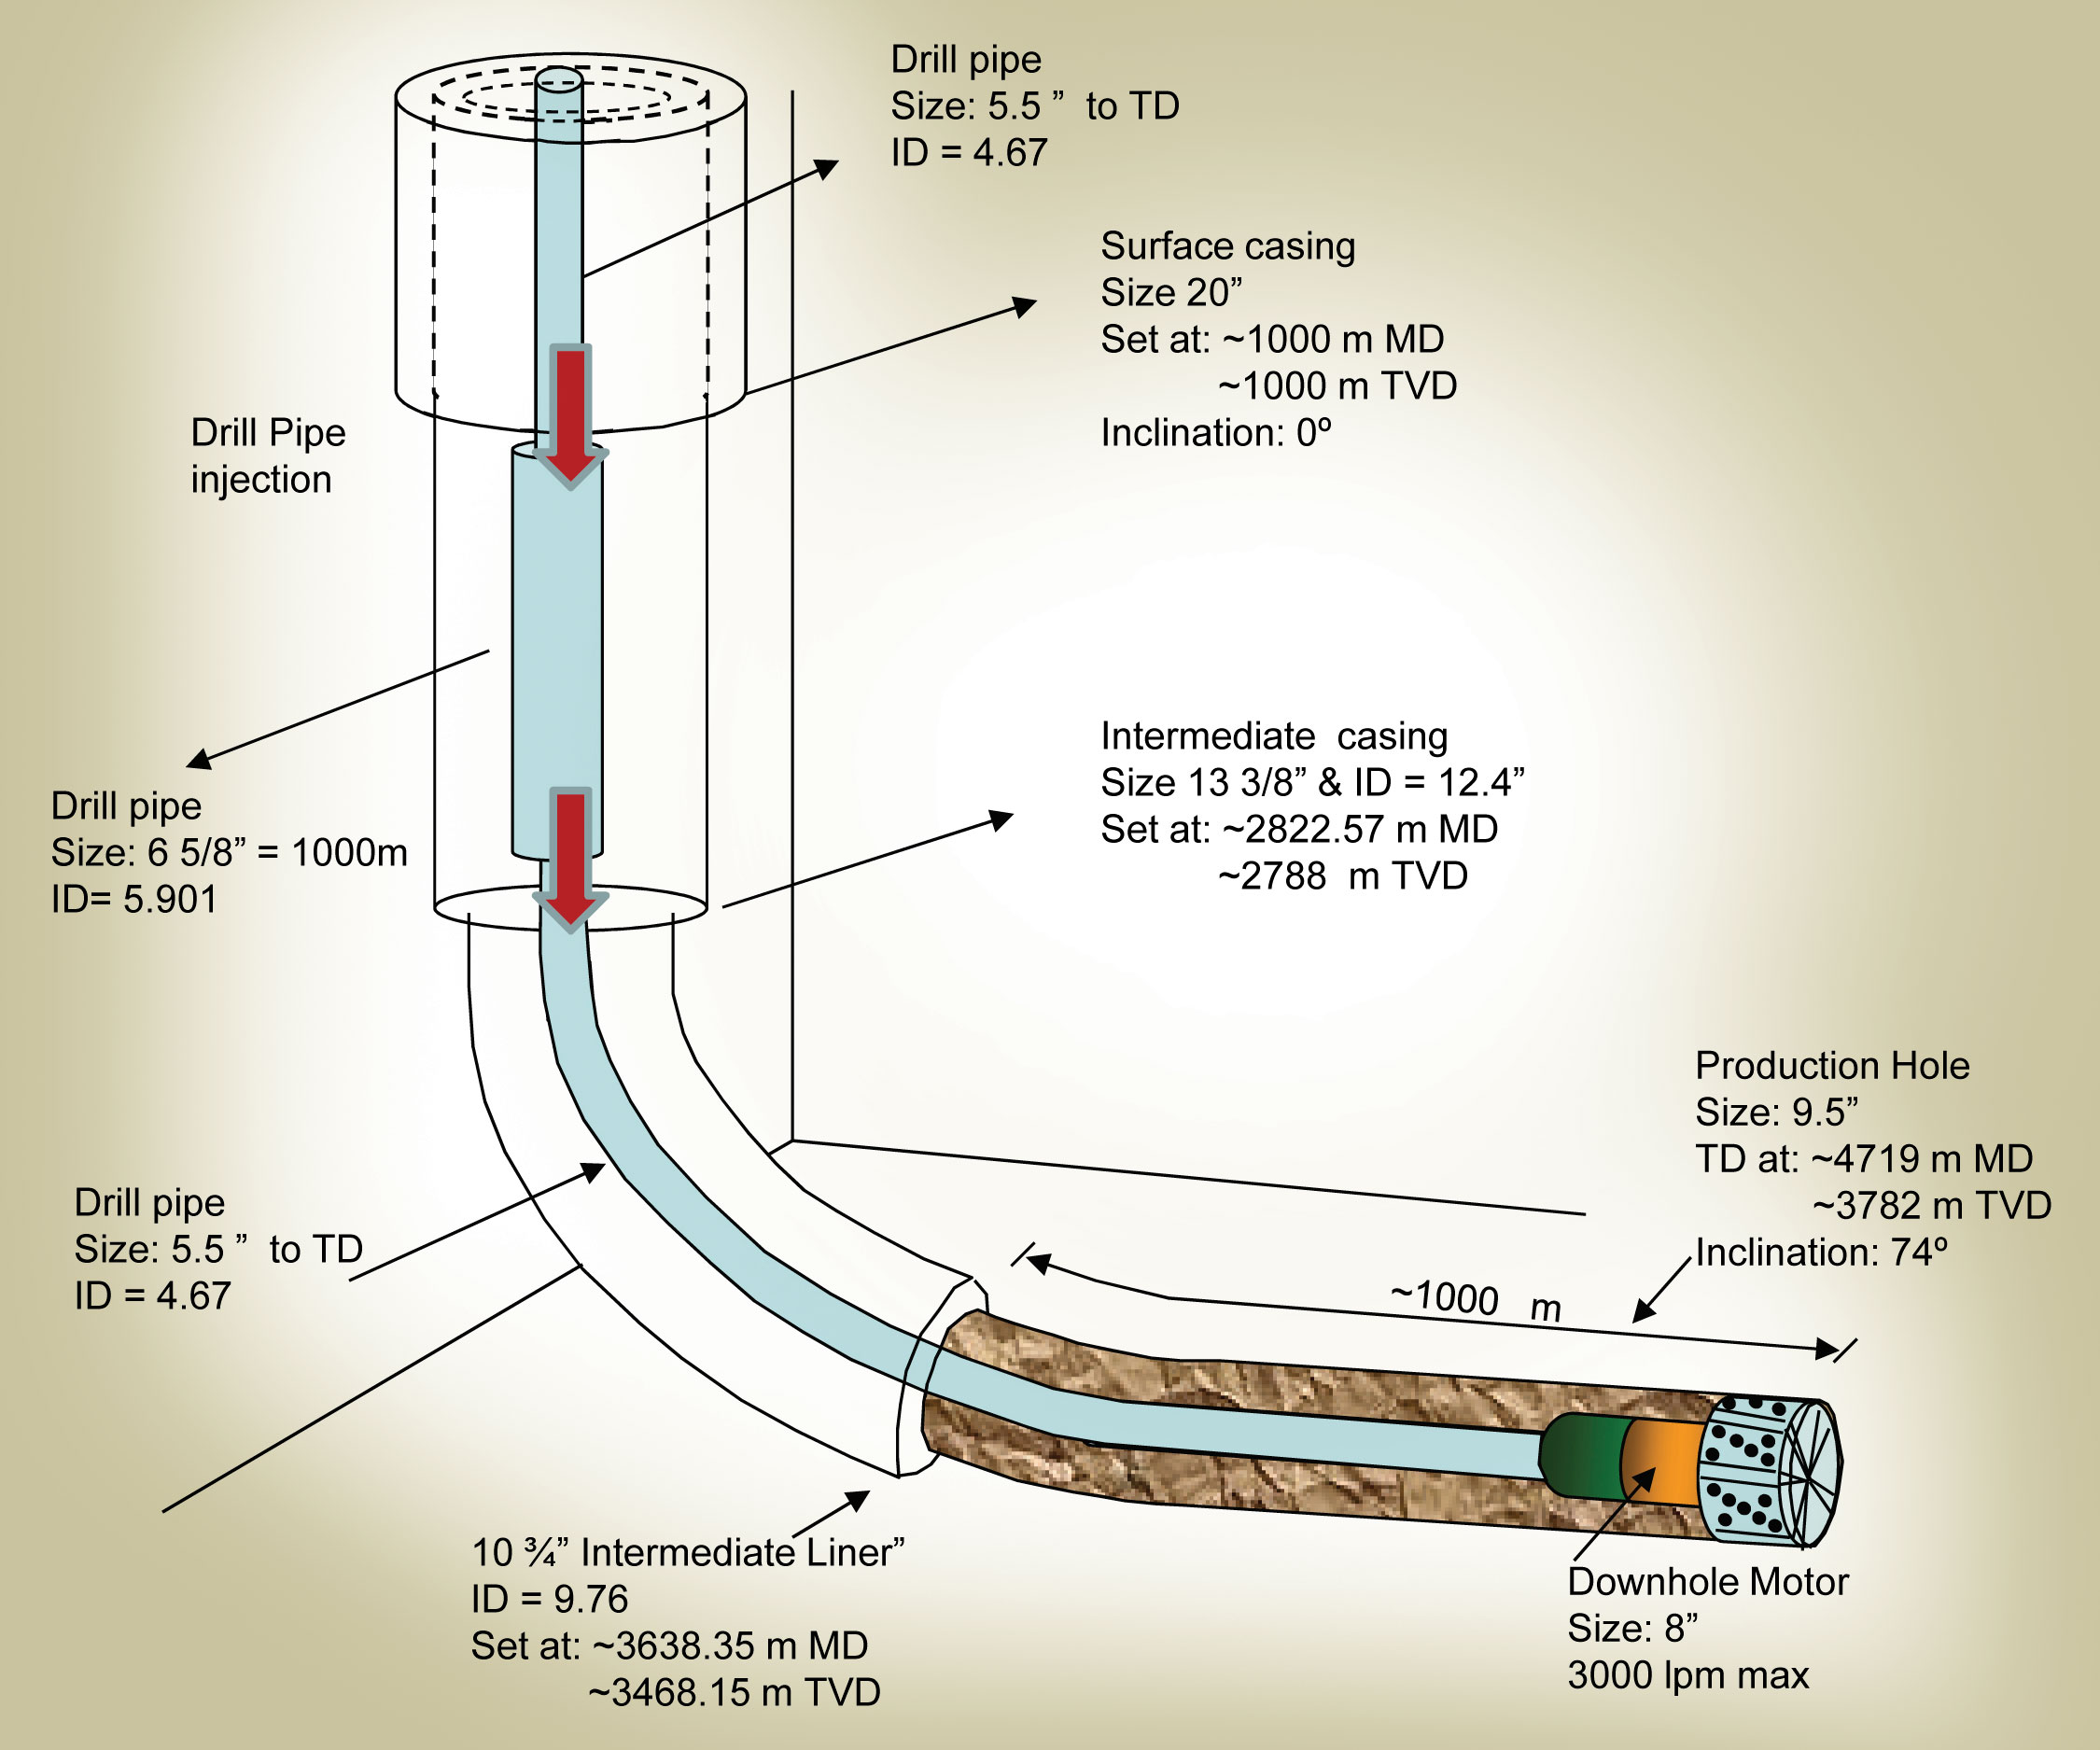 Drill pipe
Size: 5.5 ” to TD
ID = 4.67
Surface casing
Size 20”
Set at: ~1000 m MD
~1000 m TVD
Inclination: 0º
Drill Pipe
injection
Intermediate casing
Size 13 3/8” & ID = 12.4”
Set at: ~2822.57 m MD
~2788 m TVD
Drill pipe
Size: 6 5/8” = 1000m
ID= 5.901
Production Hole
Size: 9.5”
TD at: ~4719 m MD
~3782 m TVD
Inclination: 74º
Drill pipe
Size: 5.5 ” to TD
ID = 4.67
~1000 m
10 ¾” Intermediate Liner”
ID = 9.76
Set at: ~3638.35 m MD
~3468.15 m TVD
Downhole Motor
Size: 8”
3000 lpm max